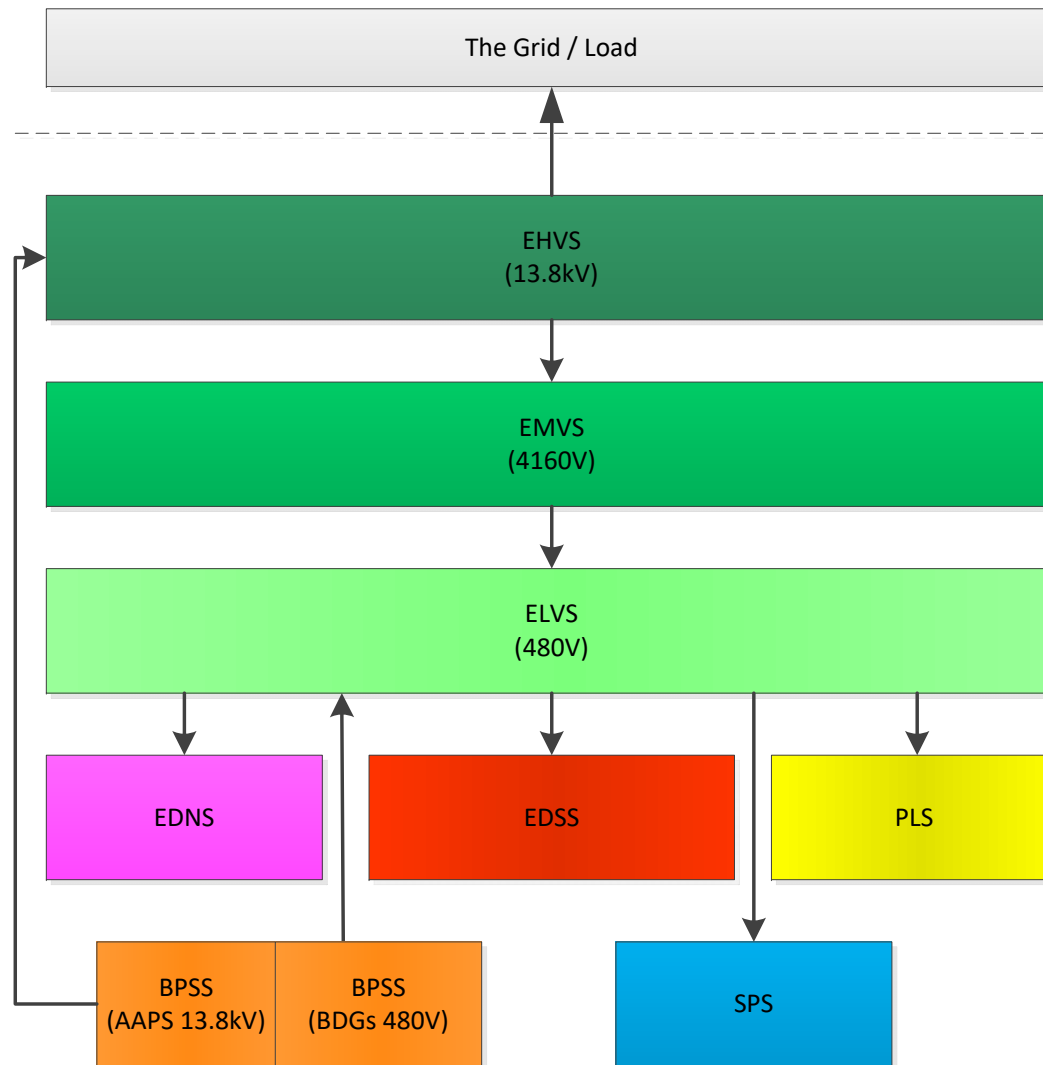 The Grid / Load
EHVS
(13.8kV)
EMVS
(4160V)
ELVS
(480V)
EDNS
EDSS
PLS
BPSS
(AAPS 13.8kV)
BPSS
(BDGs 480V)
SPS